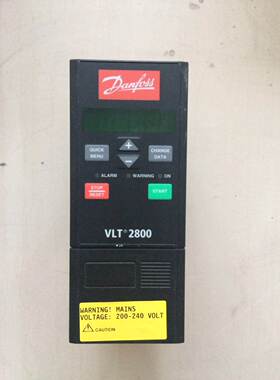 Danfoss
QUICK
MENU
+
-
CHANGE
DATA
ALARM WARNING ON
STOP
RESET
START
VLT® 2800
WARNING! MAINS
VOLTAGE: 200-240 VOLT
CAUTION